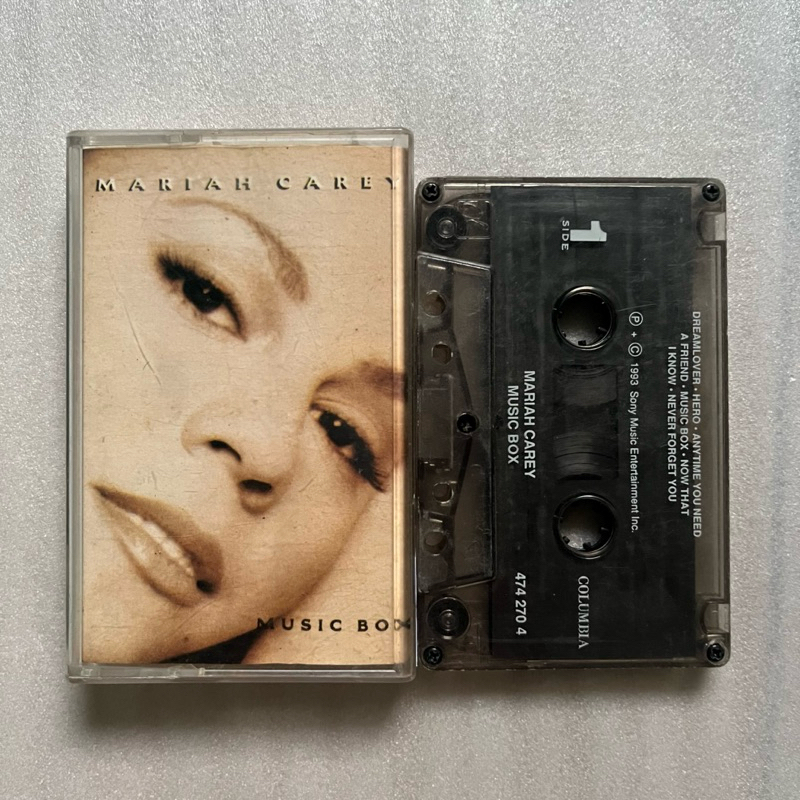 MARIAH CAREY
MUSIC BOX
SIDE 1
DREAMLOVER • HERO • ANYTIME YOU NEED
A FRIEND • MUSIC BOX • NOW THAT
I KNOW • NEVER FORGET YOU
Ⓟ + © 1993 Sony Music Entertainment Inc.
MARIAH CAREY
MUSIC BOX
474 270 4
COLUMBIA